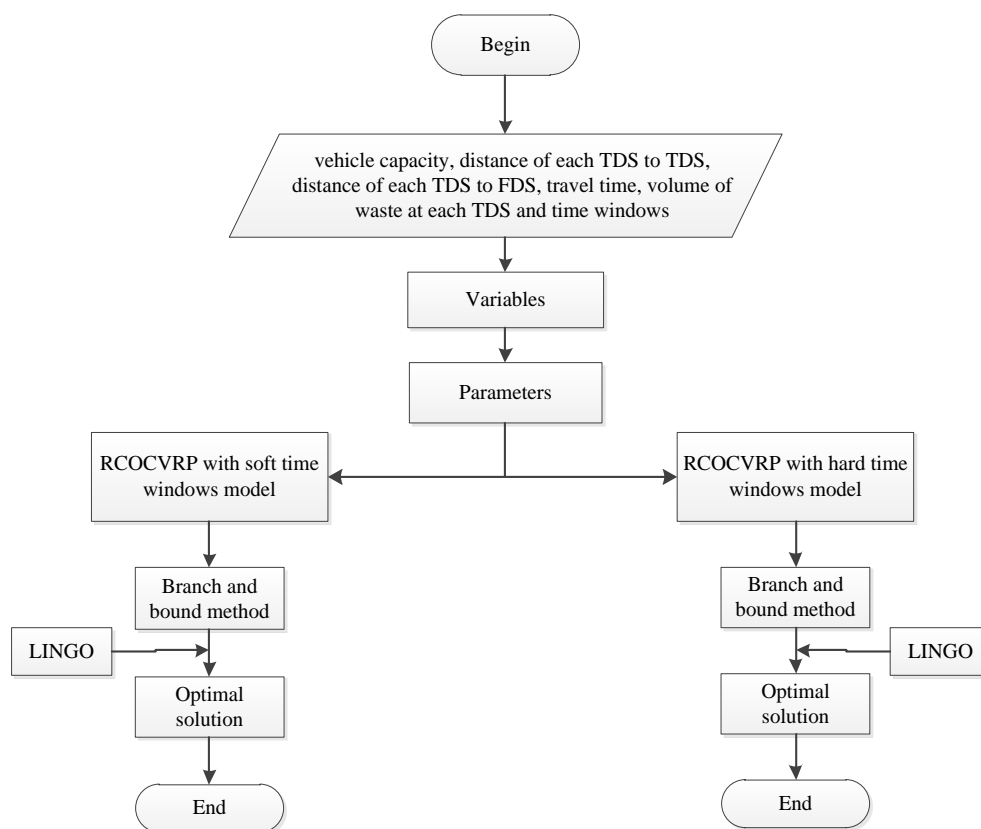 Begin
vehicle capacity, distance of each TDS to TDS,
distance of each TDS to FDS, travel time, volume of
waste at each TDS and time windows
Variables
Parameters
RCOCVRP with soft time
windows model
RCOCVRP with hard time
windows model
Branch and
bound method
Branch and
bound method
LINGO
LINGO
Optimal
solution
Optimal
solution
End
End